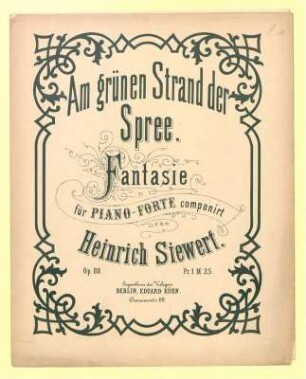 Am grünen Strand der
Spree.
Fantasie
für PIANO-FORTE componirt
von
Heinrich Siewert.
Op. 88. Pr. 1 M. 25.
Eigenthum des Verlegers
BERLIN, EDUARD KÜHN.